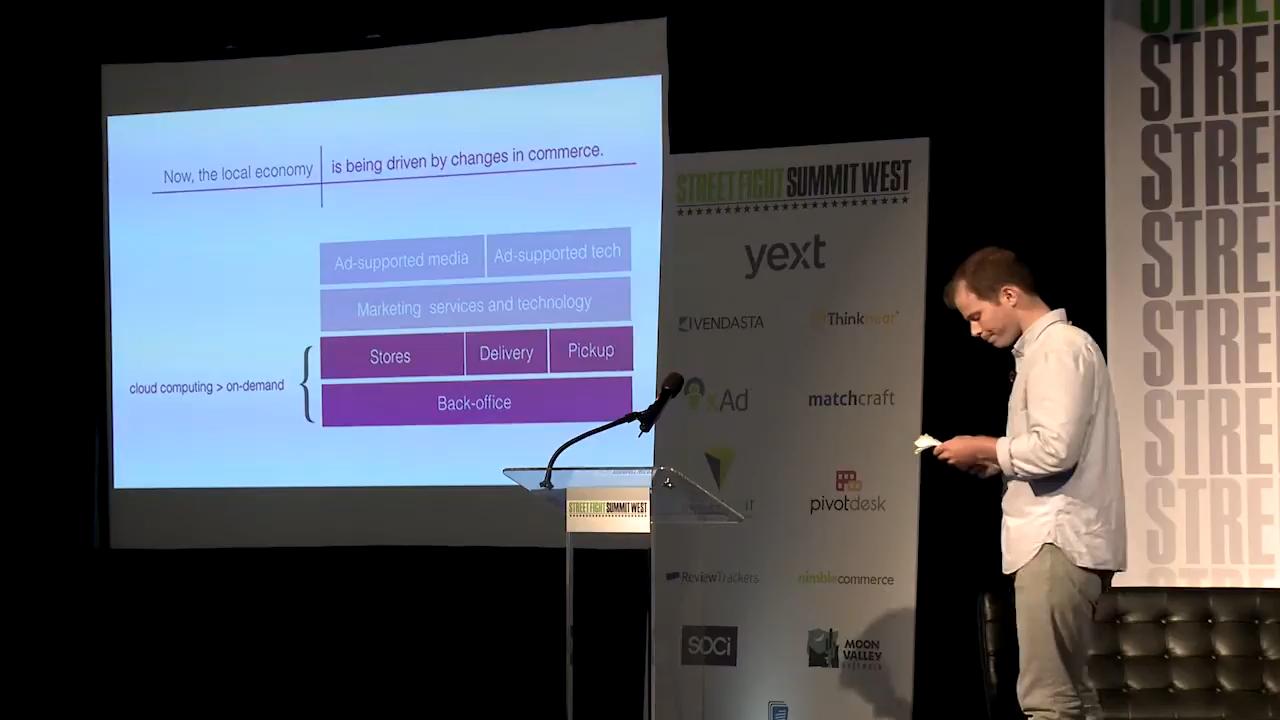 Now, the local economy is being driven by changes in commerce.
Ad-supported media Ad-supported tech
Marketing services and technology
Stores Delivery Pickup
cloud computing > on-demand
Back-office
STREET FIGHT SUMMIT WEST
STREET FIGHT SUMMIT WEST
yext
VENDASTA
Thinknear
xAd
matchcraft
pivotdesk
ReviewTrackers
nimblecommerce
SOCi
MOON
VALLEY
STRE
STRE
STRE
STRE
STRE
STRE
STRE